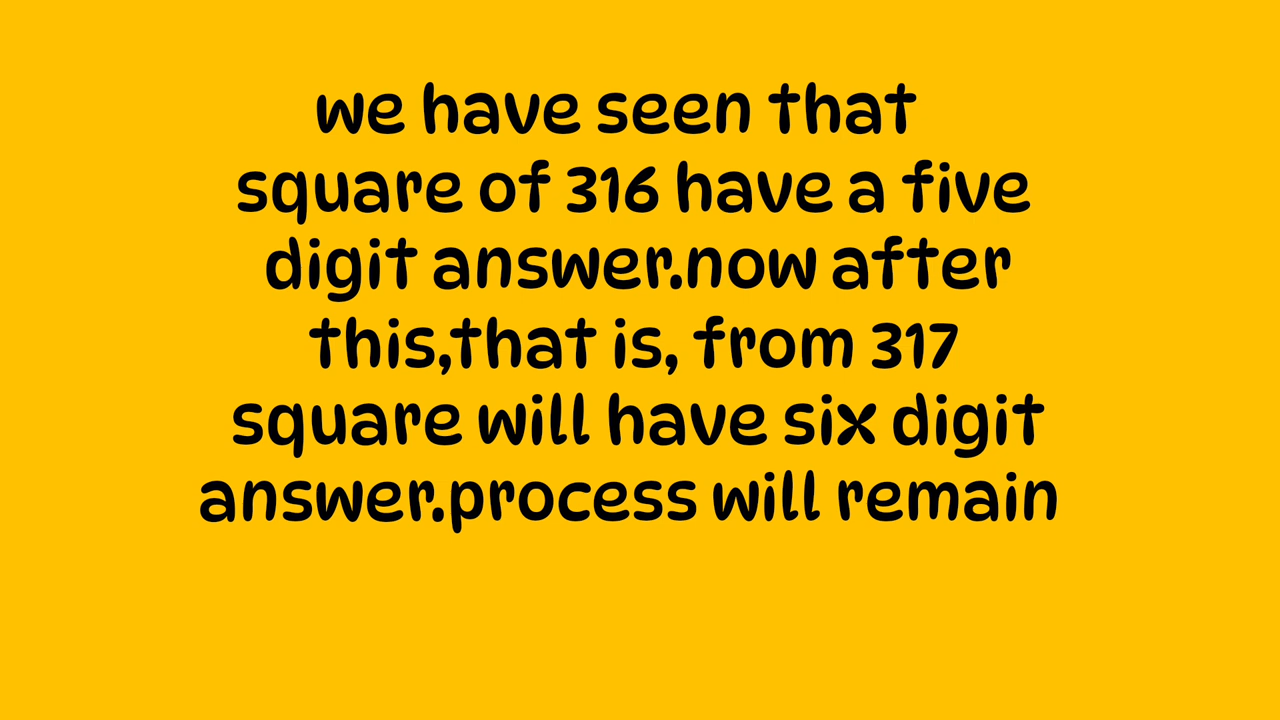 we have seen that
square of 316 have a five
digit answer.now after
this,that is, from 317
square will have six digit
answer.process will remain